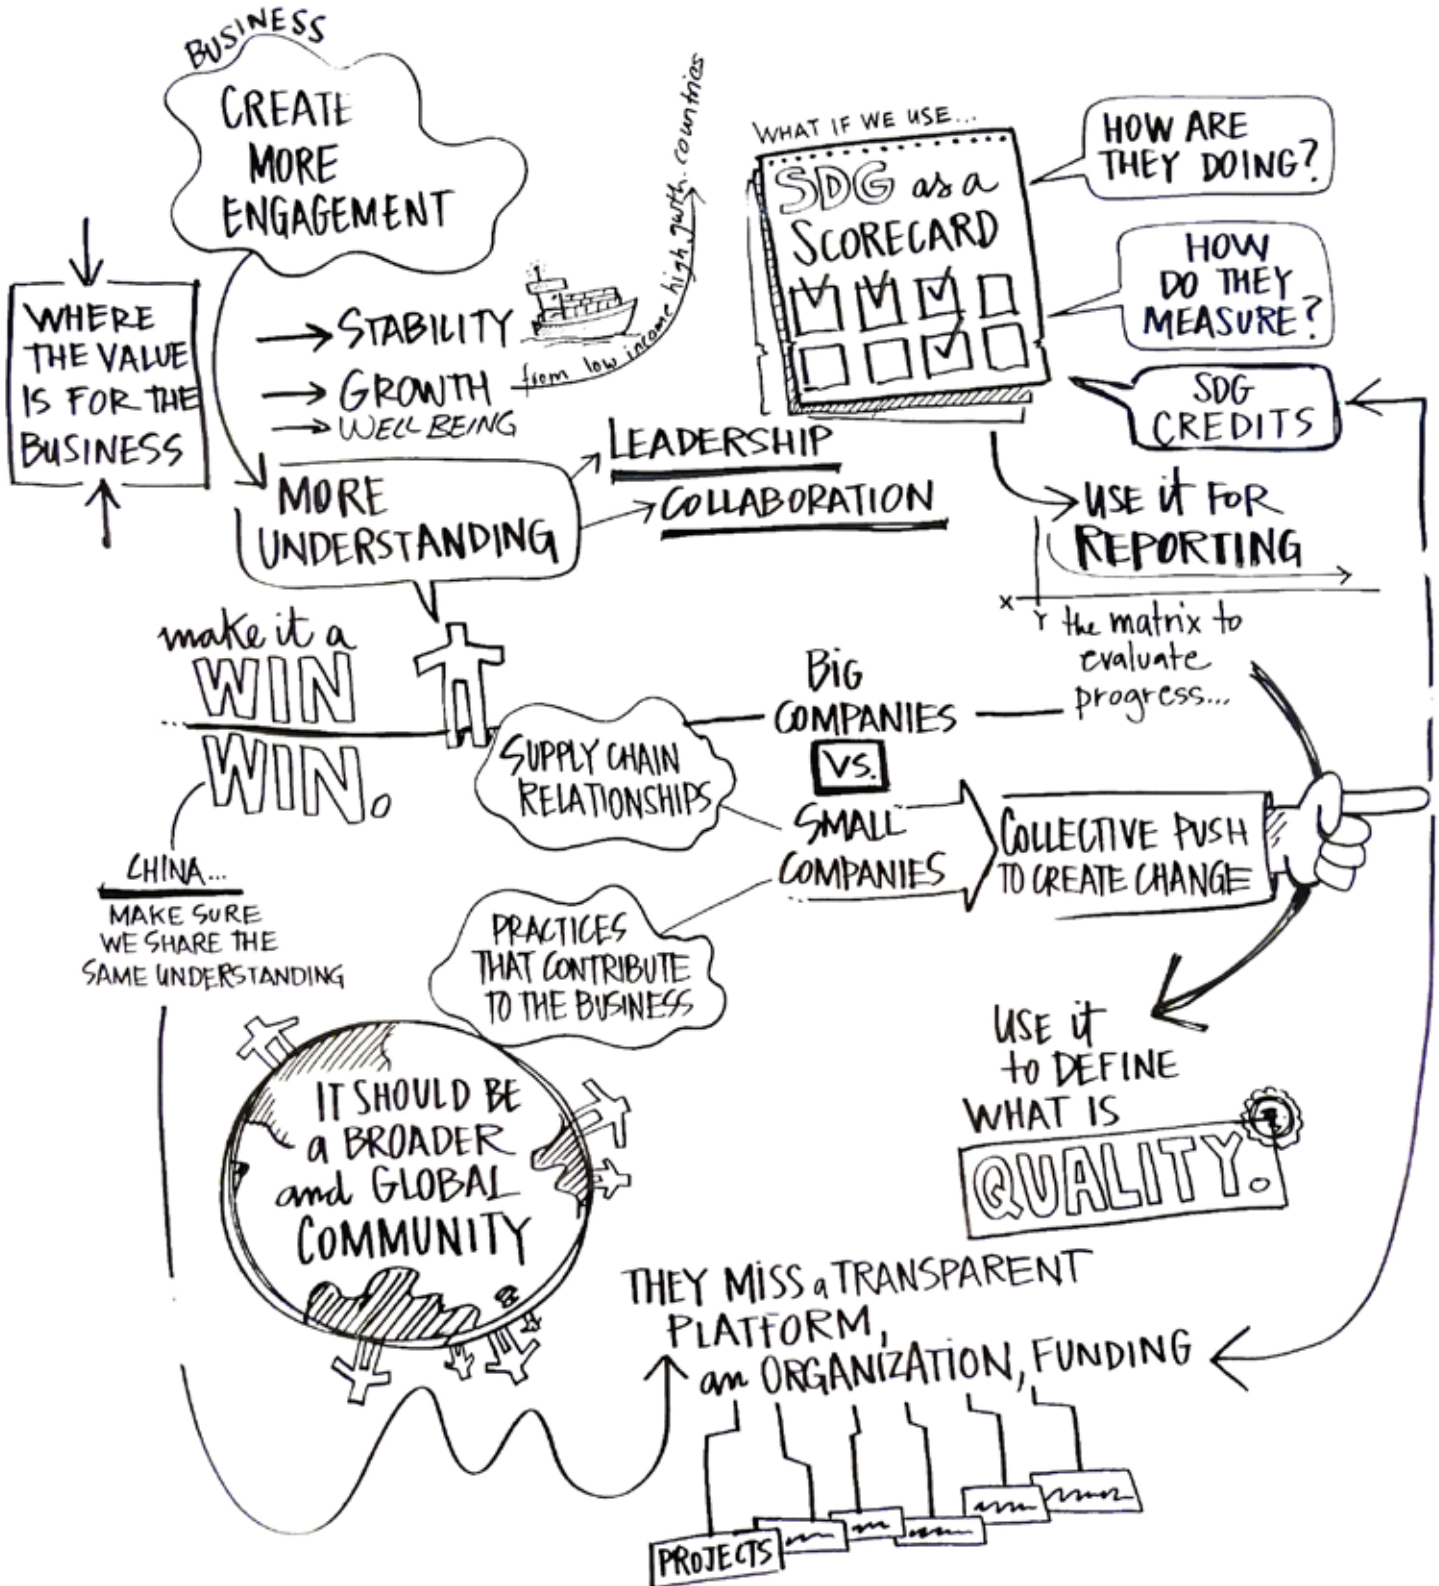 BUSINESS
CREATE
MORE
ENGAGEMENT
WHERE
THE VALUE
IS FOR THE
BUSINESS
STABILITY
GROWTH
WELL BEING
from low income high gwth. countries
MORE
UNDERSTANDING
LEADERSHIP
COLLABORATION
WHAT IF WE USE...
SDG as a
SCORECARD
HOW ARE
THEY DOING?
HOW
DO THEY
MEASURE?
SDG
CREDITS
USE it FOR
REPORTING
X
Y
the matrix to
evaluate
progress...
make it a
WIN
WIN.
CHINA...
MAKE SURE
WE SHARE THE
SAME UNDERSTANDING
SUPPLY CHAIN
RELATIONSHIPS
BIG
COMPANIES
VS.
SMALL
COMPANIES
COLLECTIVE PUSH
TO CREATE CHANGE
PRACTICES
THAT CONTRIBUTE
TO THE BUSINESS
IT SHOULD BE
a BROADER
and GLOBAL
COMMUNITY
USE it
to DEFINE
WHAT IS
QUALITY.
THEY MISS a TRANSPARENT
PLATFORM,
an ORGANIZATION, FUNDING
PROJECTS